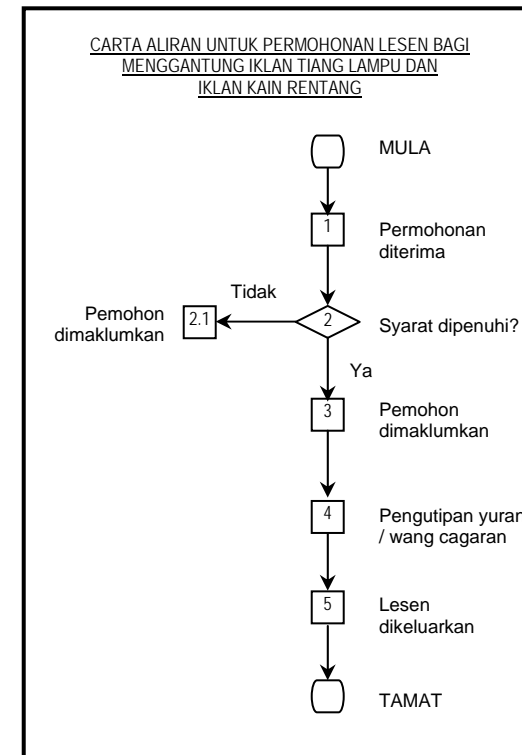 CARTA ALIRAN UNTUK PERMOHONAN LESEN BAGI
MENGGANTUNG IKLAN TIANG LAMPU DAN
IKLAN KAIN RENTANG
MULA
1
Permohonan
diterima
Tidak
Pemohon
dimaklumkan
2.1
2
Syarat dipenuhi?
Ya
3
Pemohon
dimaklumkan
4
Pengutipan yuran
/ wang cagaran
5
Lesen
dikeluarkan
TAMAT